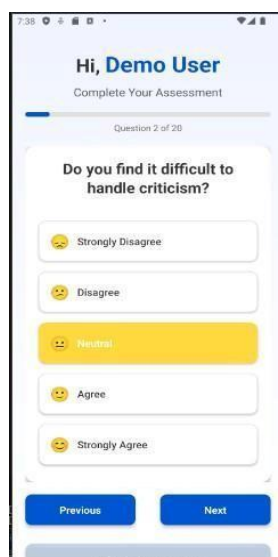 7:38
Hi, Demo User
Complete Your Assessment
Question 2 of 20
Do you find it difficult to
handle criticism?
Strongly Disagree
Disagree
Neutral
Agree
Strongly Agree
Previous Next